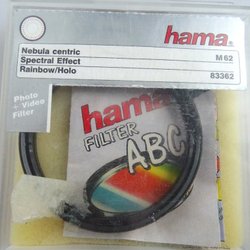 hama®
Nebula centric M 62
Spectral Effect
Rainbow/Holo 83362
Photo
+ Video
Filter
hama
FILTER
ABC